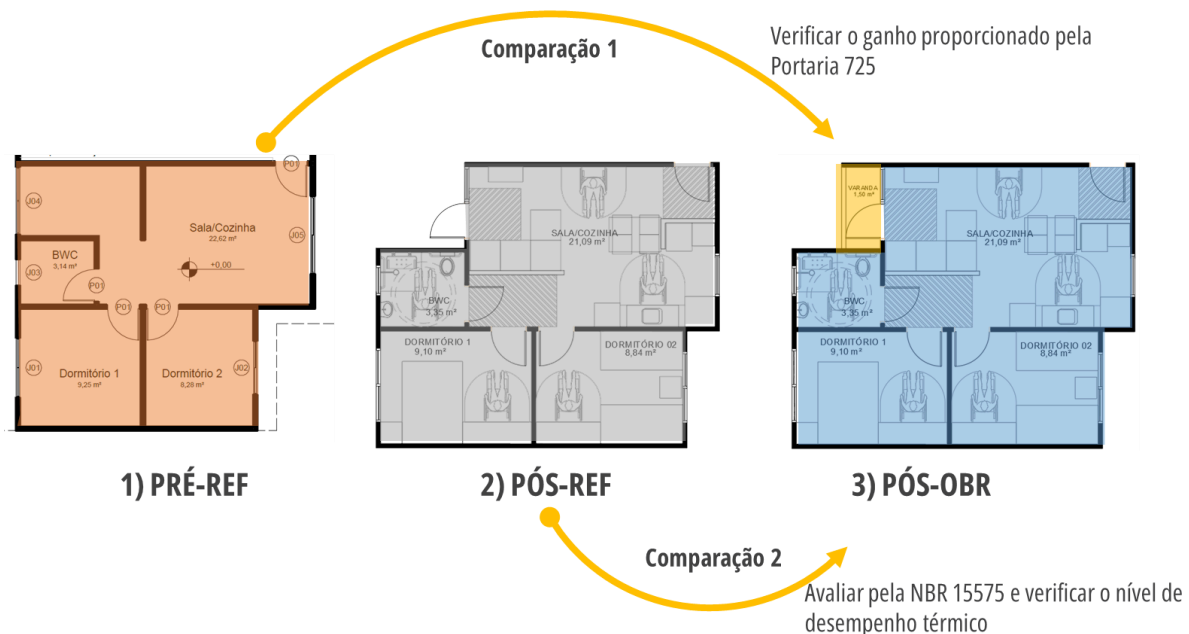 Comparação 1
Verificar o ganho proporcionado pela
Portaria 725
P01
J04
Sala/Cozinha
22,62 m²
J05
BWC
3,14 m²
J03
+0,00
P01
P01
P01
J01
Dormitório 1
9,25 m²
Dormitório 2
8,28 m²
J02
1) PRÉ-REF
SALA/COZINHA
21,09 m²
BWC
3,35 m²
DORMITÓRIO 1
9,10 m²
DORMITÓRIO 02
8,84 m²
2) PÓS-REF
VARANDA
1,50 m²
SALA/COZINHA
21,09 m²
BWC
3,35 m²
DORMITÓRIO 1
9,10 m²
DORMITÓRIO 02
8,84 m²
3) PÓS-OBR
Comparação 2
Avaliar pela NBR 15575 e verificar o nível de
desempenho térmico